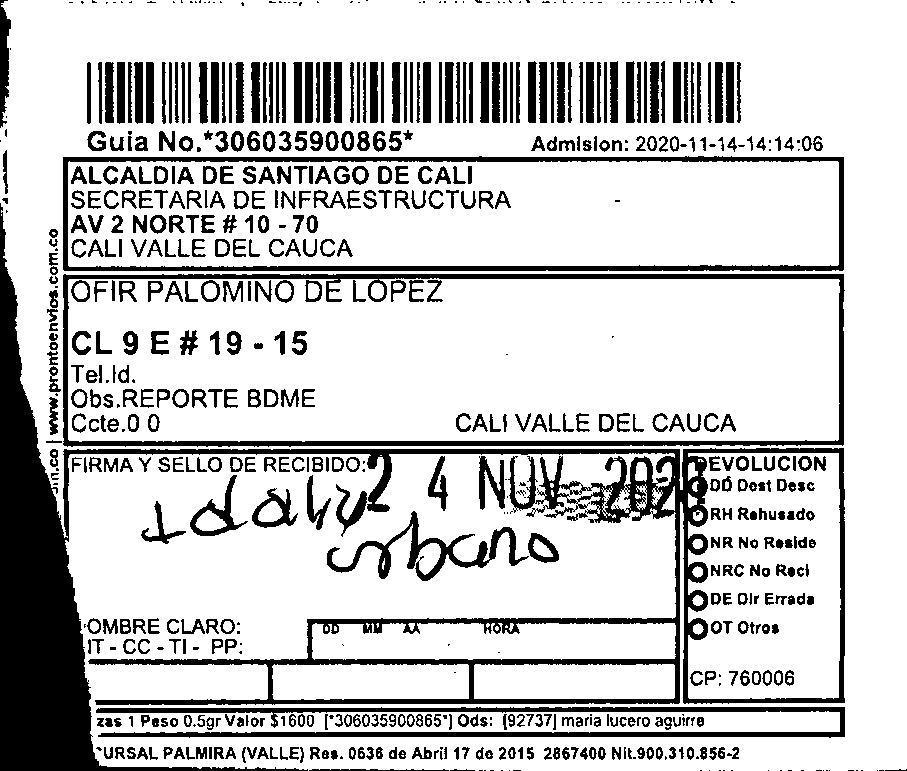 Guia No.*306035900865*
Admision: 2020-11-14-14:14:06
ALCALDIA DE SANTIAGO DE CALI
SECRETARIA DE INFRAESTRUCTURA
AV 2 NORTE # 10 - 70
CALI VALLE DEL CAUCA
OFIR PALOMINO DE LOPEZ
CL 9 E # 19 - 15
Tel.Id.
Obs.REPORTE BDME
Ccte.0 0 CALI VALLE DEL CAUCA
om.co | www.prontoenvios.com.co
FIRMA Y SELLO DE RECIBIDO:
24 NOV 2020
urbano
OMBRE CLARO:
IT - CC - TI - PP:
DD MM AA HORA
DEVOLUCION
DD Dest Desc
RH Rehusado
NR No Reside
NRC No Reci
DE Dir Errada
OT Otros
CP: 760006
zas 1 Peso 0.5gr Valor $1600 [*306035900865*] Ods: [92737] maria lucero aguirre
URSAL PALMIRA (VALLE) Res. 0636 de Abril 17 de 2015 2867400 Nit.900.310.856-2